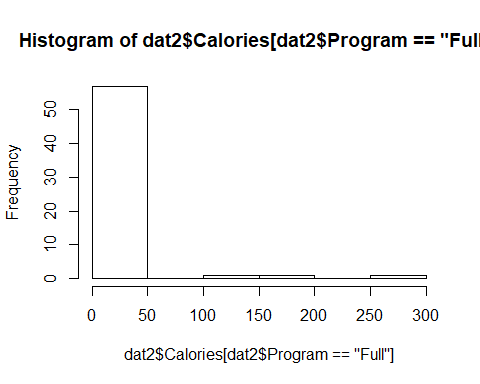 Histogram of dat2$Calories[dat2$Program == "Full
Frequency
50
40
30
20
10
0
0 50 100 150 200 250 300
dat2$Calories[dat2$Program == "Full"]